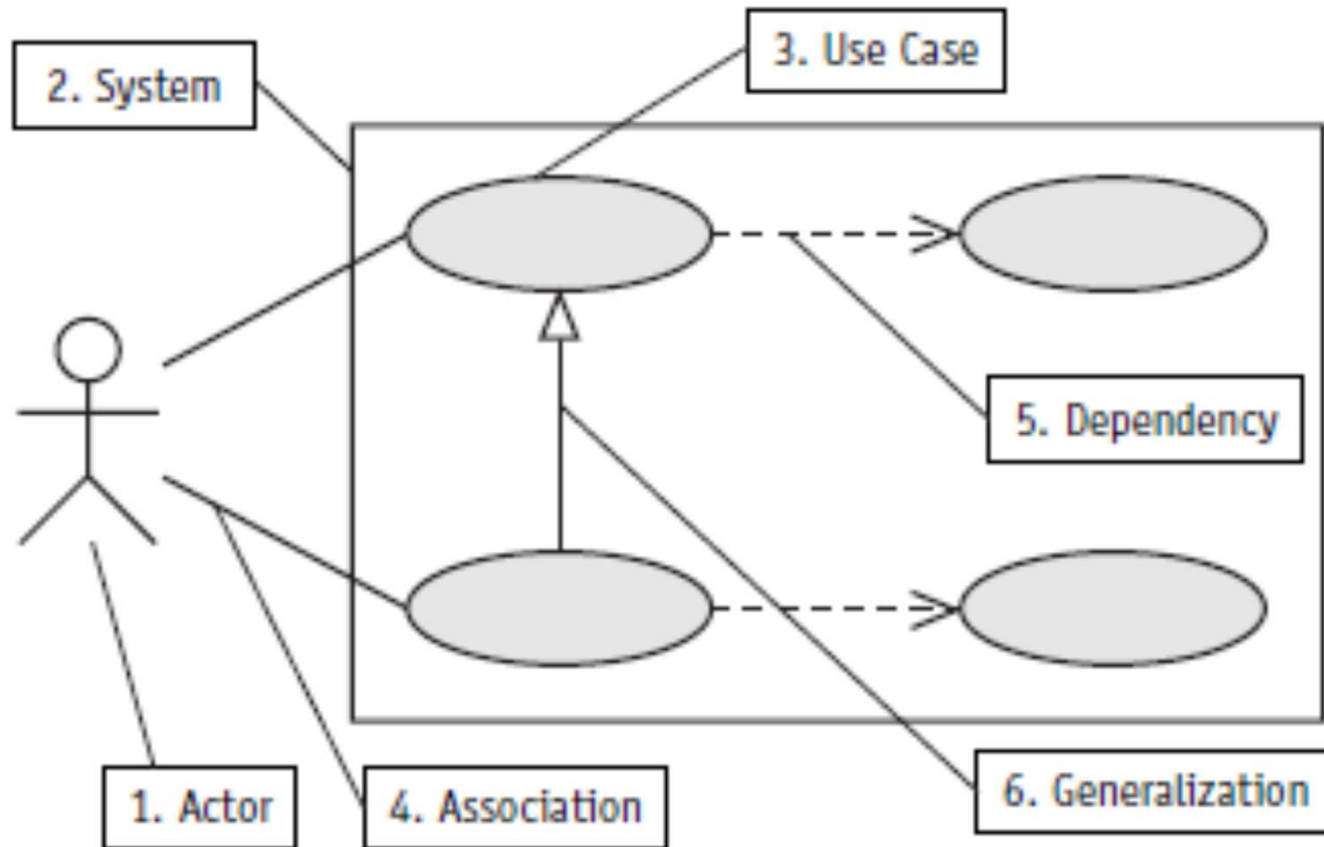 3. Use Case
2. System
5. Dependency
6. Generalization
1. Actor
4. Association